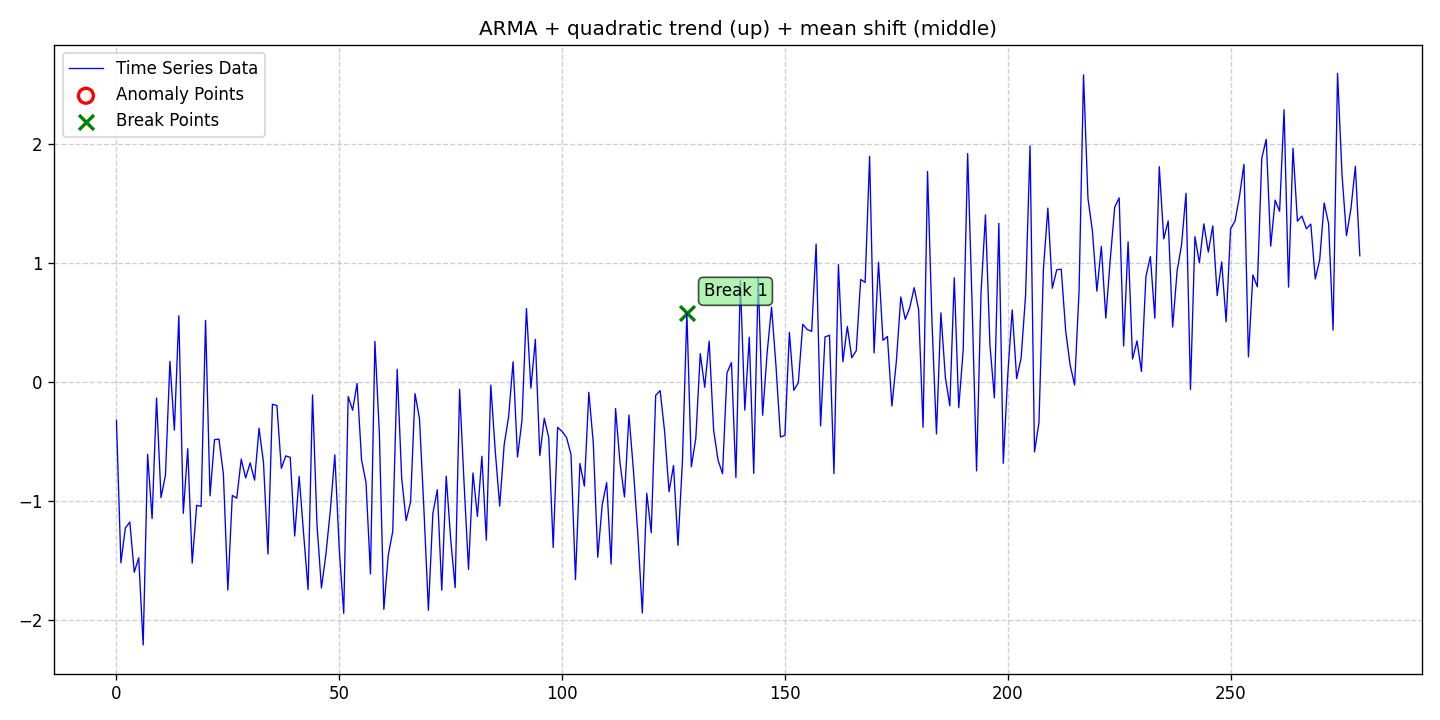 ARMA + quadratic trend (up) + mean shift (middle)
Time Series Data
Anomaly Points
Break Points
Break 1
2
1
0
−1
−2
0
50
100
150
200
250